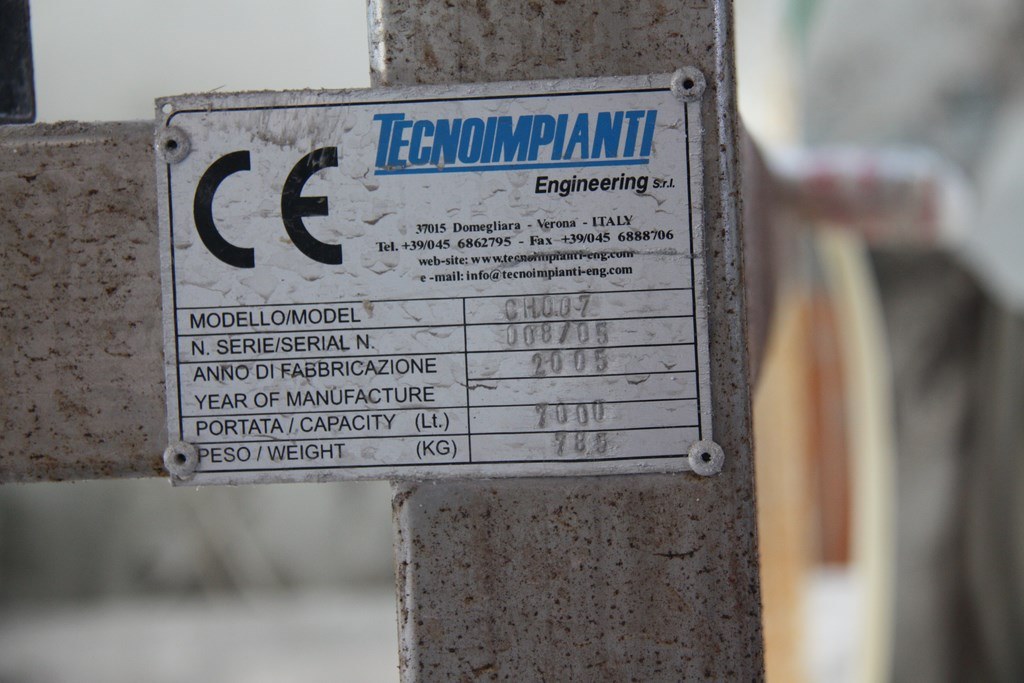 CE
TECNOIMPIANTI
Engineering S.r.l.
37015 Domegliara - Verona - ITALY
Tel. +39/045 6862795 - Fax +39/045 6888706
web-site: www.tecnoimpianti-eng.com
e-mail: info@tecnoimpianti-eng.com
MODELLO/MODEL CH007
N. SERIE/SERIAL N. 008/05
ANNO DI FABBRICAZIONE 2005
YEAR OF MANUFACTURE
PORTATA / CAPACITY (Lt.) 7000
PESO / WEIGHT (KG) 785